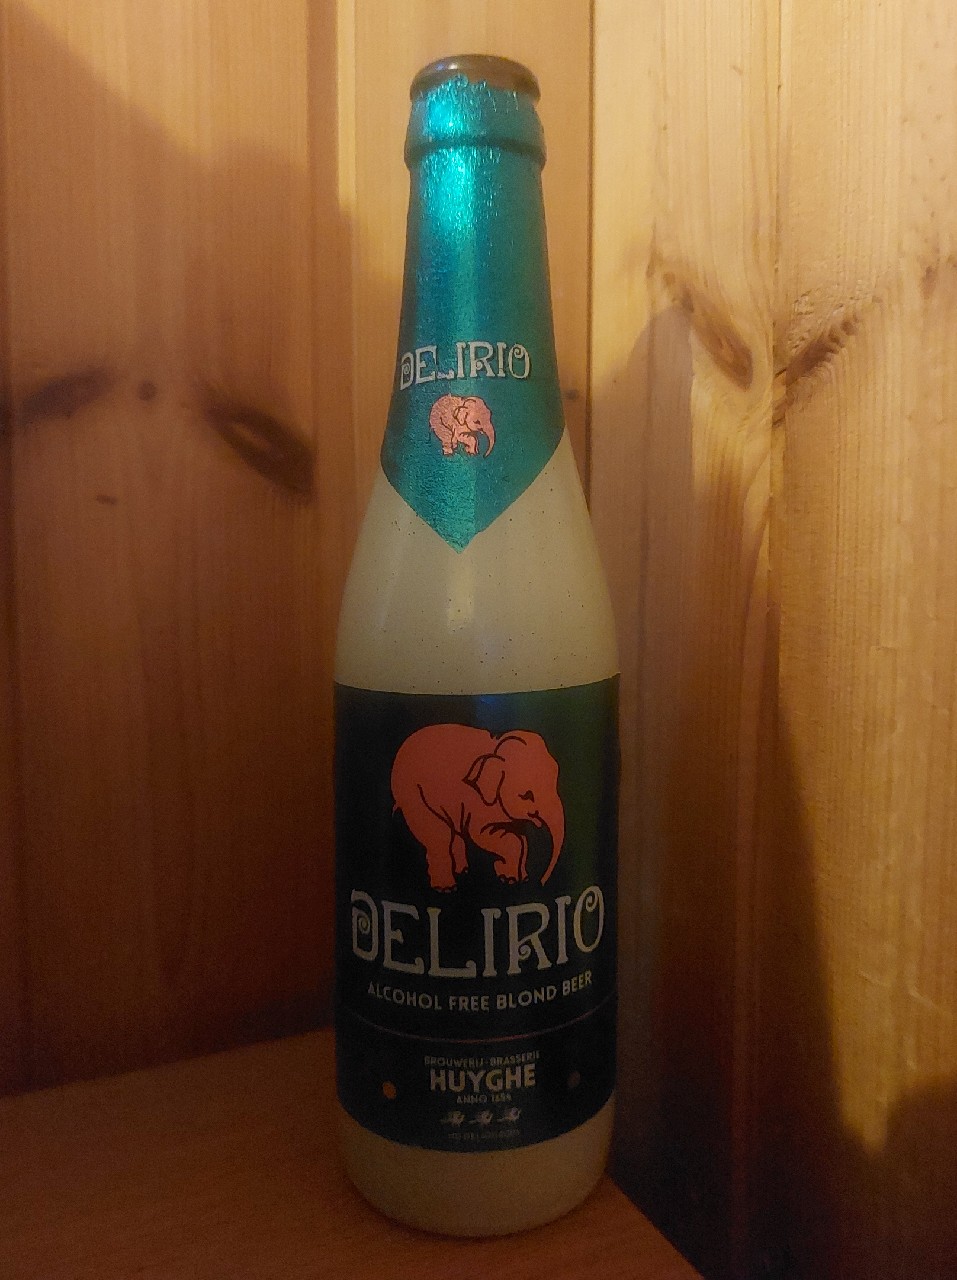 DELIRIO
DELIRIO
ALCOHOL FREE BLOND BEER
BROUWERIJ-BRASSERIE
HUYGHE
ANNO 1654